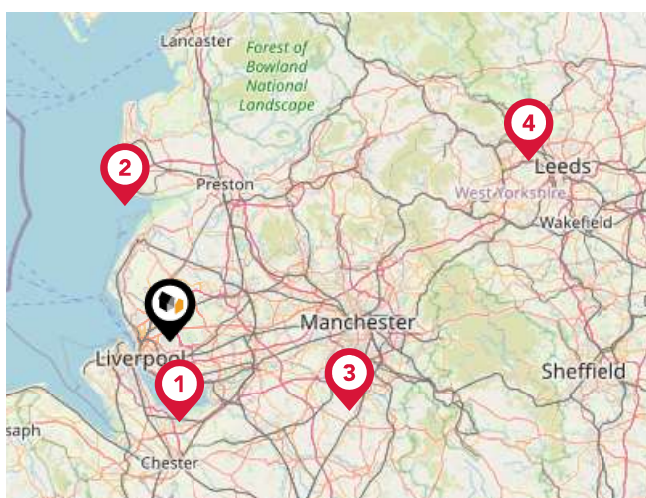 Lancaster
Forest of
Bowland
National
Landscape
4
Leeds
2
Preston
West Yorkshire
Wakefield
Manchester
Liverpool
1
3
Sheffield
saph
Chester